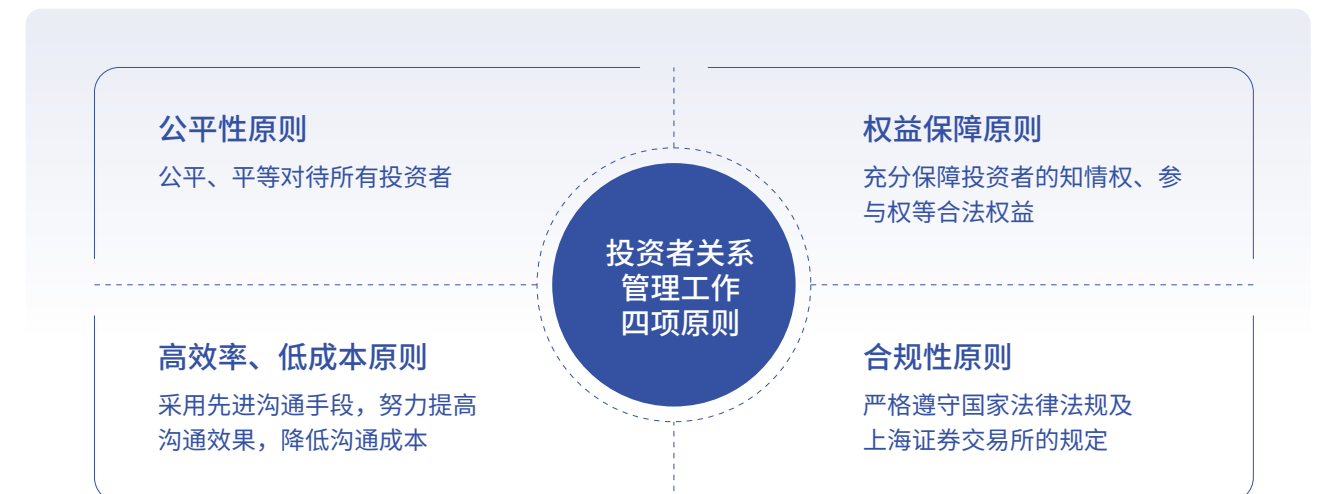 公平性原则
公平、平等对待所有投资者
权益保障原则
充分保障投资者的知情权、参
与权等合法权益
投资者关系
管理工作
四项原则
高效率、低成本原则
采用先进沟通手段，努力提高
沟通效果，降低沟通成本
合规性原则
严格遵守国家法律法规及
上海证券交易所的规定